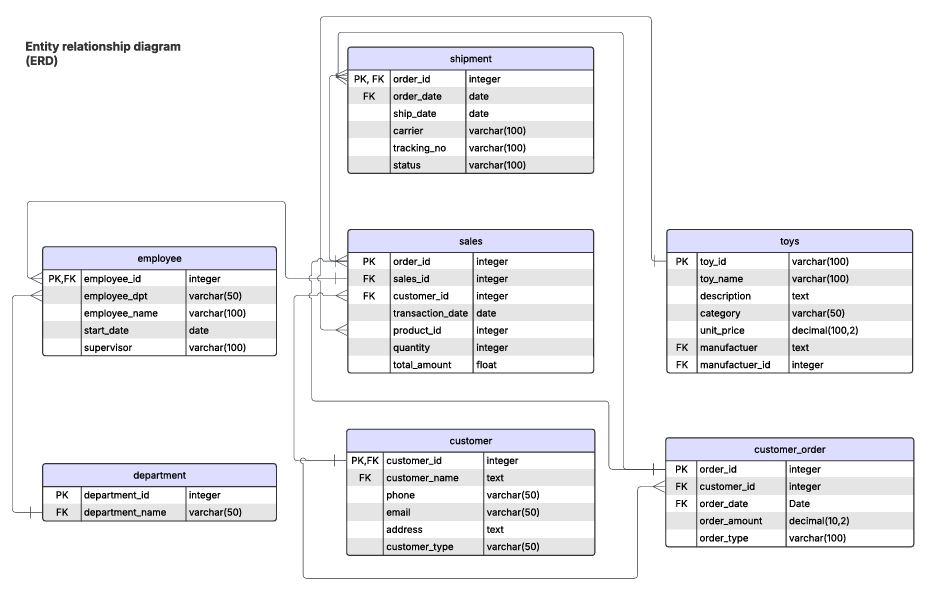 Entity relationship diagram
(ERD)
shipment
PK, FK order_id integer
FK order_date date
ship_date date
carrier varchar(100)
tracking_no varchar(100)
status varchar(100)
employee
PK,FK employee_id integer
employee_dpt varchar(50)
employee_name varchar(100)
start_date date
supervisor varchar(100)
sales
PK order_id integer
FK sales_id integer
FK customer_id integer
transaction_date date
product_id integer
quantity integer
total_amount float
toys
PK toy_id varchar(100)
toy_name varchar(100)
description text
category varchar(50)
unit_price decimal(100,2)
FK manufactuer text
FK manufactuer_id integer
department
PK department_id integer
FK department_name varchar(50)
customer
PK,FK customer_id integer
FK customer_name text
phone varchar(50)
email varchar(50)
address text
customer_type varchar(50)
customer_order
PK order_id integer
FK customer_id integer
FK order_date Date
order_amount decimal(10,2)
order_type varchar(100)